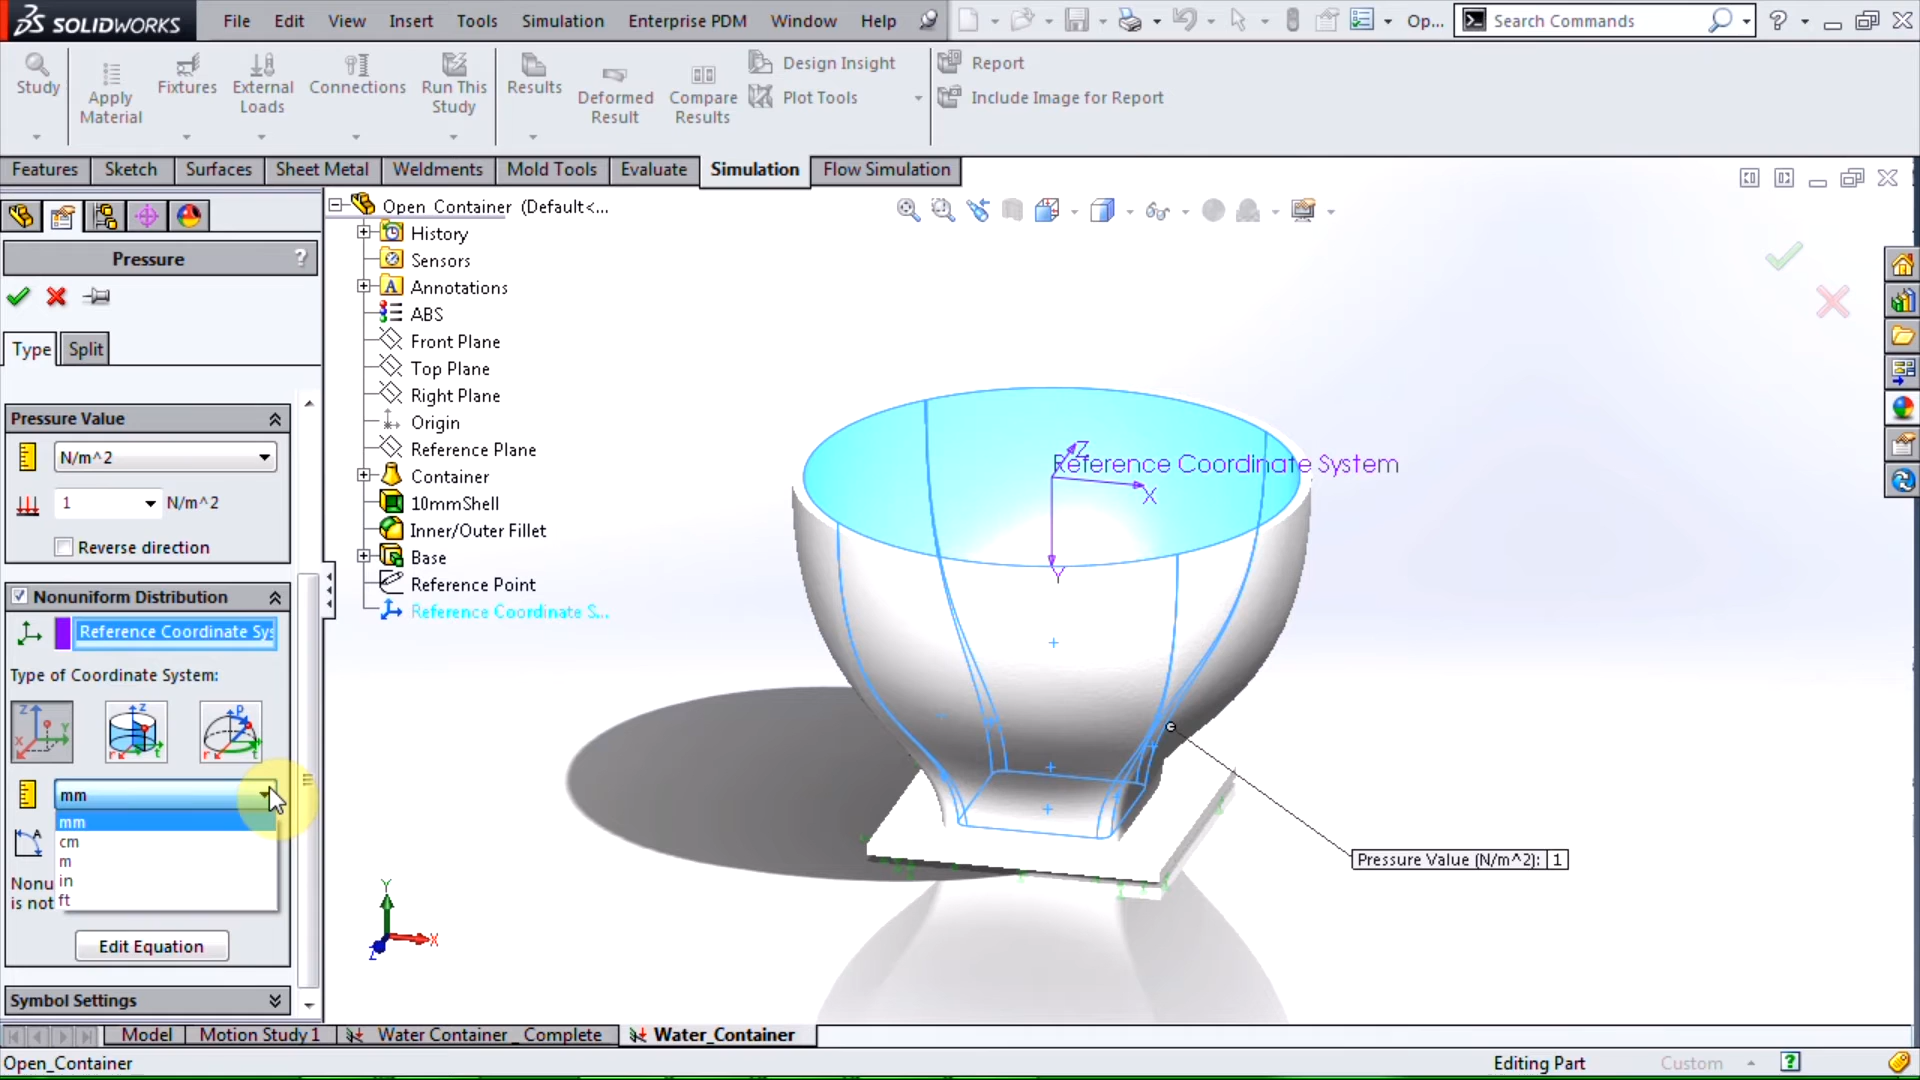 SOLIDWORKS File Edit View Insert Tools Simulation Enterprise PDM Window Help Op... Search Commands
Study Apply Material Fixtures External Loads Connections Run This Study Results Deformed Result Compare Results Design Insight Plot Tools Report Include Image for Report
Features Sketch Surfaces Sheet Metal Weldments Mold Tools Evaluate Simulation Flow Simulation
Pressure ?
Type Split
Pressure Value
N/m^2
1 N/m^2
Reverse direction
Nonuniform Distribution
Reference Coordinate Sys
Type of Coordinate System:
mm
mm
cm
m
in
ft
Nonu
is not
Edit Equation
Symbol Settings
Open_Container (Default<...
History
Sensors
Annotations
ABS
Front Plane
Top Plane
Right Plane
Origin
Reference Plane
Container
10mmShell
Inner/Outer Fillet
Base
Reference Point
Reference Coordinate S...
Z
Reference Coordinate System
X
Y
Pressure Value (N/m^2): 1
Y
X
Z
Model Motion Study 1 Water Container _ Complete Water_Container
Open_Container Editing Part Custom